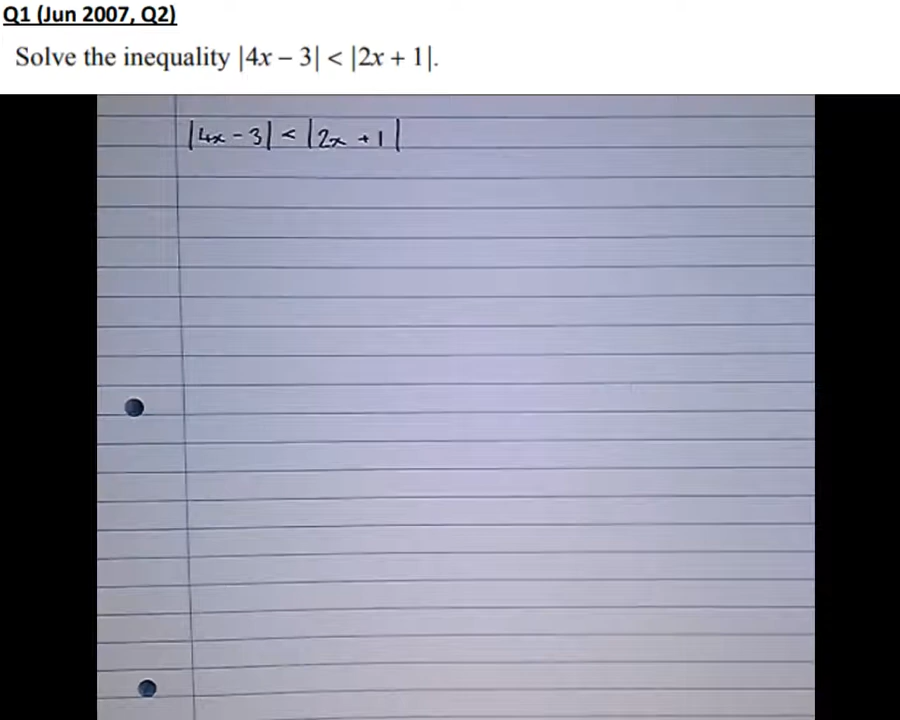 Q1 (Jun 2007, Q2)
Solve the inequality |4x – 3| < |2x + 1|.
|4x - 3| < |2x + 1|